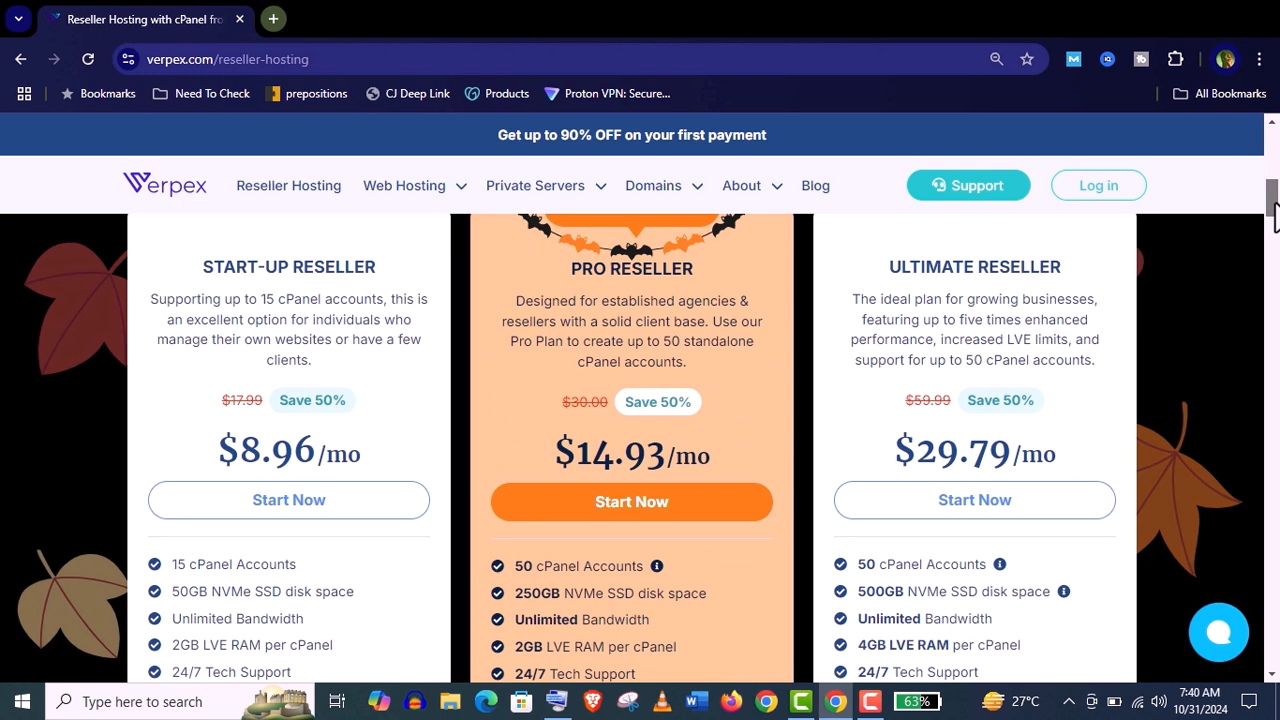 Reseller Hosting with cPanel fro
verpex.com/reseller-hosting
Bookmarks
Need To Check
prepositions
CJ Deep Link
Products
Proton VPN: Secure...
All Bookmarks
Get up to 90% OFF on your first payment
Verpex
Reseller Hosting
Web Hosting
Private Servers
Domains
About
Blog
Support
Log in
START-UP RESELLER
Supporting up to 15 cPanel accounts, this is
an excellent option for individuals who
manage their own websites or have a few
clients.
$17.99 Save 50%
$8.96/mo
Start Now
15 cPanel Accounts
50GB NVMe SSD disk space
Unlimited Bandwidth
2GB LVE RAM per cPanel
24/7 Tech Support
PRO RESELLER
Designed for established agencies &
resellers with a solid client base. Use our
Pro Plan to create up to 50 standalone
cPanel accounts.
$30.00 Save 50%
$14.93/mo
Start Now
50 cPanel Accounts
250GB NVMe SSD disk space
Unlimited Bandwidth
2GB LVE RAM per cPanel
24/7 Tech Support
ULTIMATE RESELLER
The ideal plan for growing businesses,
featuring up to five times enhanced
performance, increased LVE limits, and
support for up to 50 cPanel accounts.
$59.99 Save 50%
$29.79/mo
Start Now
50 cPanel Accounts
500GB NVMe SSD disk space
Unlimited Bandwidth
4GB LVE RAM per cPanel
24/7 Tech Support
Type here to search
63%
27°C
7:40 AM
10/31/2024